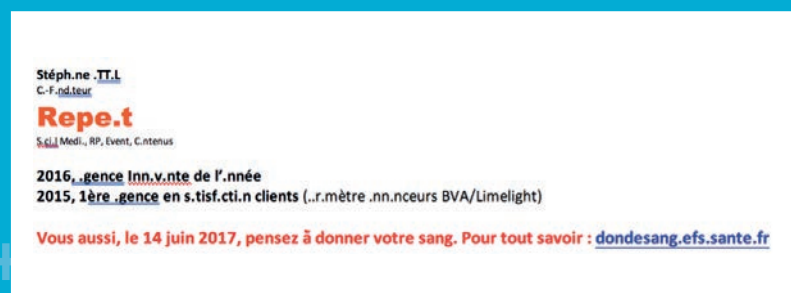 Stéph.ne .TT.L
C.-F.nd.teur
Repe.t
S.ci.l Medi., RP, Event, C.ntenus
2016, .gence Inn.v.nte de l'.nnée
2015, 1ère .gence en s.tisf.cti.n clients (..r.mètre .nn.nceurs BVA/Limelight)
Vous aussi, le 14 juin 2017, pensez à donner votre sang. Pour tout savoir : dondesang.efs.sante.fr